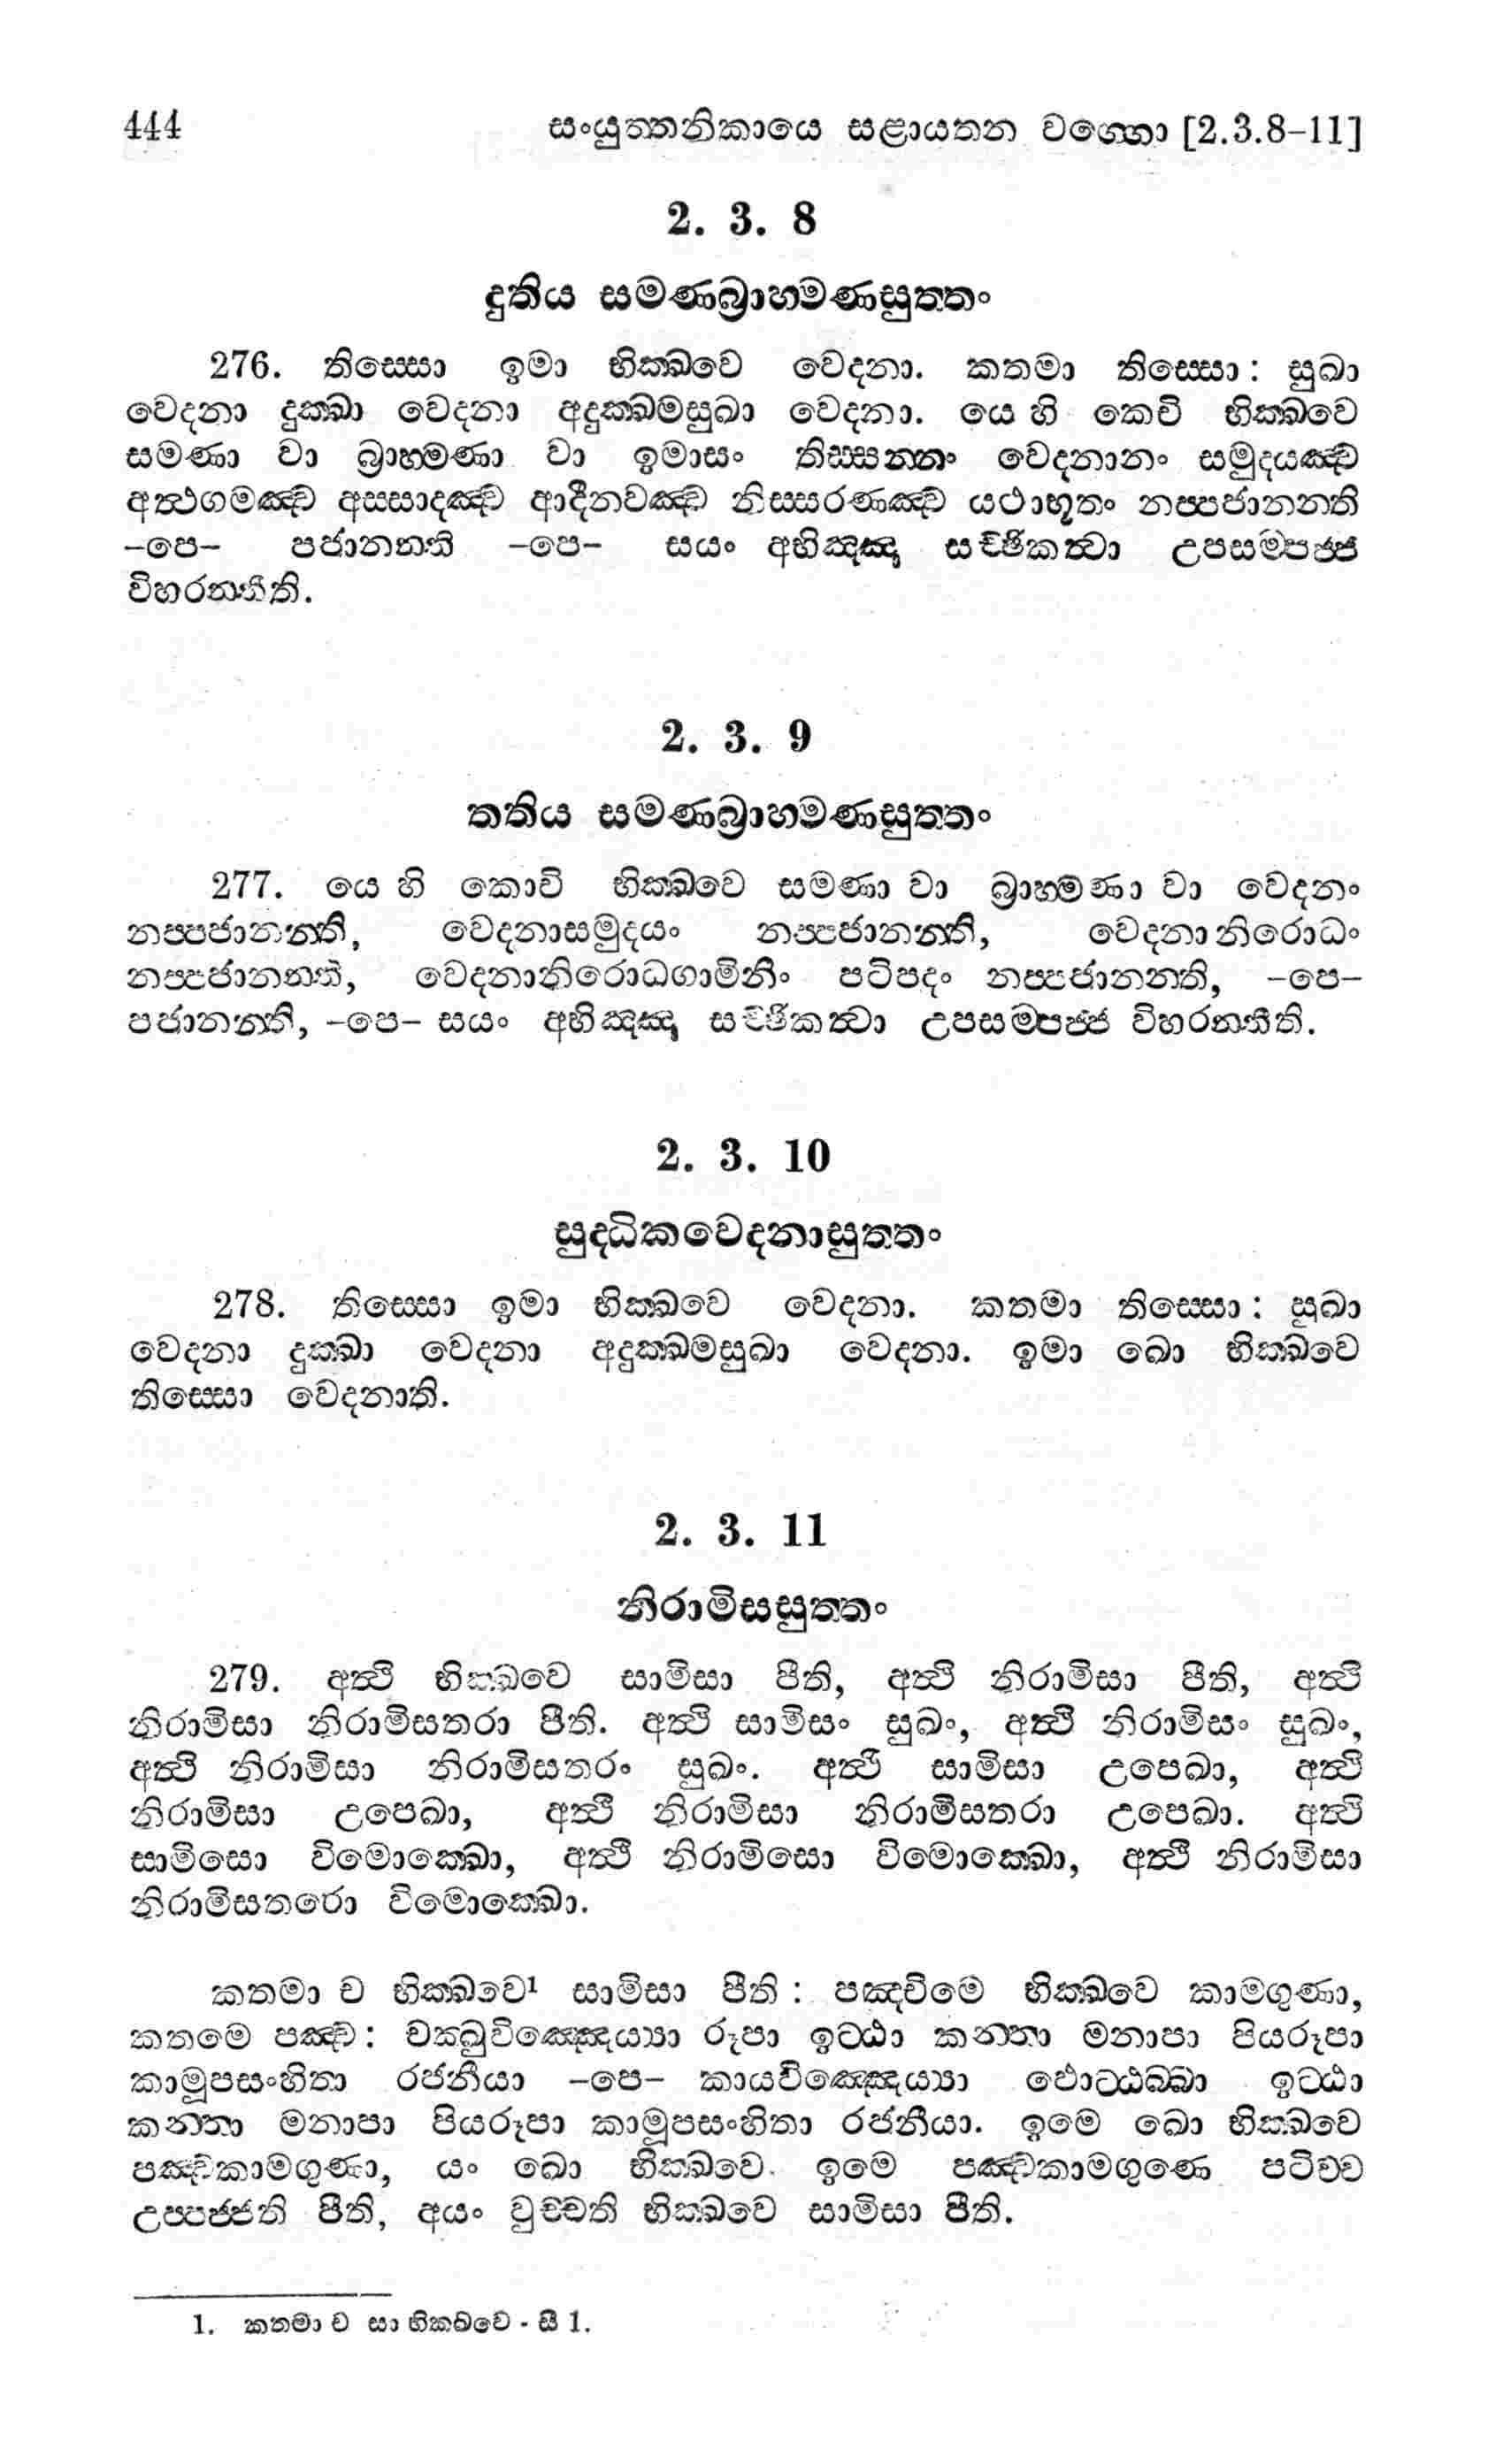 444 සංයුත්තනිකායෙ සළායතන වග්ගො [2.3.8-11]
2. 3. 8
දුතිය සමණබ්‍රාහ්මණසුත්තං
276. තිස්සො ඉමා භික්ඛවෙ වෙදනා. කතමා තිස්සො: සුඛා
වෙදනා දුක්ඛා වෙදනා අදුක්ඛමසුඛා වෙදනා. යෙ හි කෙචි භික්ඛවෙ
සමණා වා බ්‍රාහ්මණා වා ඉමාසං තිස්සන්නං වෙදනානං සමුදයඤ්ච
අත්ථගමඤ්ච අස්සාදඤ්ච ආදීනවඤ්ච නිස්සරණඤ්ච යථාභූතං නප්පජානන්ති
-පෙ- පජානන්ති -පෙ- සයං අභිඤ්ඤා සච්ඡිකත්වා උපසම්පජ්ජ
විහරන්තීති.
2. 3. 9
තතිය සමණබ්‍රාහ්මණසුත්තං
277. යෙ හි කෙචි භික්ඛවෙ සමණා වා බ්‍රාහ්මණා වා වෙදනං
නප්පජානන්ති, වෙදනාසමුදයං නප්පජානන්ති, වෙදනානිරොධං
නප්පජානන්ති, වෙදනානිරොධගාමිනිං පටිපදං නප්පජානන්ති, -පෙ-
පජානන්ති, -පෙ- සයං අභිඤ්ඤා සච්ඡිකත්වා උපසම්පජ්ජ විහරන්තීති.
2. 3. 10
සුද්ධිකවෙදනාසුත්තං
278. තිස්සො ඉමා භික්ඛවෙ වෙදනා. කතමා තිස්සො: සුඛා
වෙදනා දුක්ඛා වෙදනා අදුක්ඛමසුඛා වෙදනා. ඉමා ඛො භික්ඛවෙ
තිස්සො වෙදනාති.
2. 3. 11
නිරාමිසසුත්තං
279. අත්ථි භික්ඛවෙ සාමිසා පීති, අත්ථි නිරාමිසා පීති, අත්ථි
නිරාමිසා නිරාමිසතරා පීති. අත්ථි සාමිසං සුඛං, අත්ථි නිරාමිසං සුඛං,
අත්ථි නිරාමිසා නිරාමිසතරං සුඛං. අත්ථි සාමිසා උපෙඛා, අත්ථි
නිරාමිසා උපෙඛා, අත්ථි නිරාමිසා නිරාමිසතරා උපෙඛා. අත්ථි
සාමිසො විමොක්ඛො, අත්ථි නිරාමිසො විමොක්ඛො, අත්ථි නිරාමිසා
නිරාමිසතරො විමොක්ඛො.
කතමා ච භික්ඛවෙ¹ සාමිසා පීති: පඤ්චිමෙ භික්ඛවෙ කාමගුණා,
කතමෙ පඤ්ච: චක්ඛුවිඤ්ඤෙය්‍යා රූපා ඉට්ඨා කන්තා මනාපා පියරූපා
කාමූපසංහිතා රජනීයා -පෙ- කායවිඤ්ඤෙය්‍යා ඵොට්ඨබ්බා ඉට්ඨා
කන්තා මනාපා පියරූපා කාමූපසංහිතා රජනීයා. ඉමෙ ඛො භික්ඛවෙ
පඤ්චකාමගුණා, යං ඛො භික්ඛවෙ ඉමෙ පඤ්චකාමගුණෙ පටිච්ච
උප්පජ්ජති පීති, අයං වුච්චති භික්ඛවෙ සාමිසා පීති.
1. කතමා ච සා භික්ඛවෙ - සී 1.